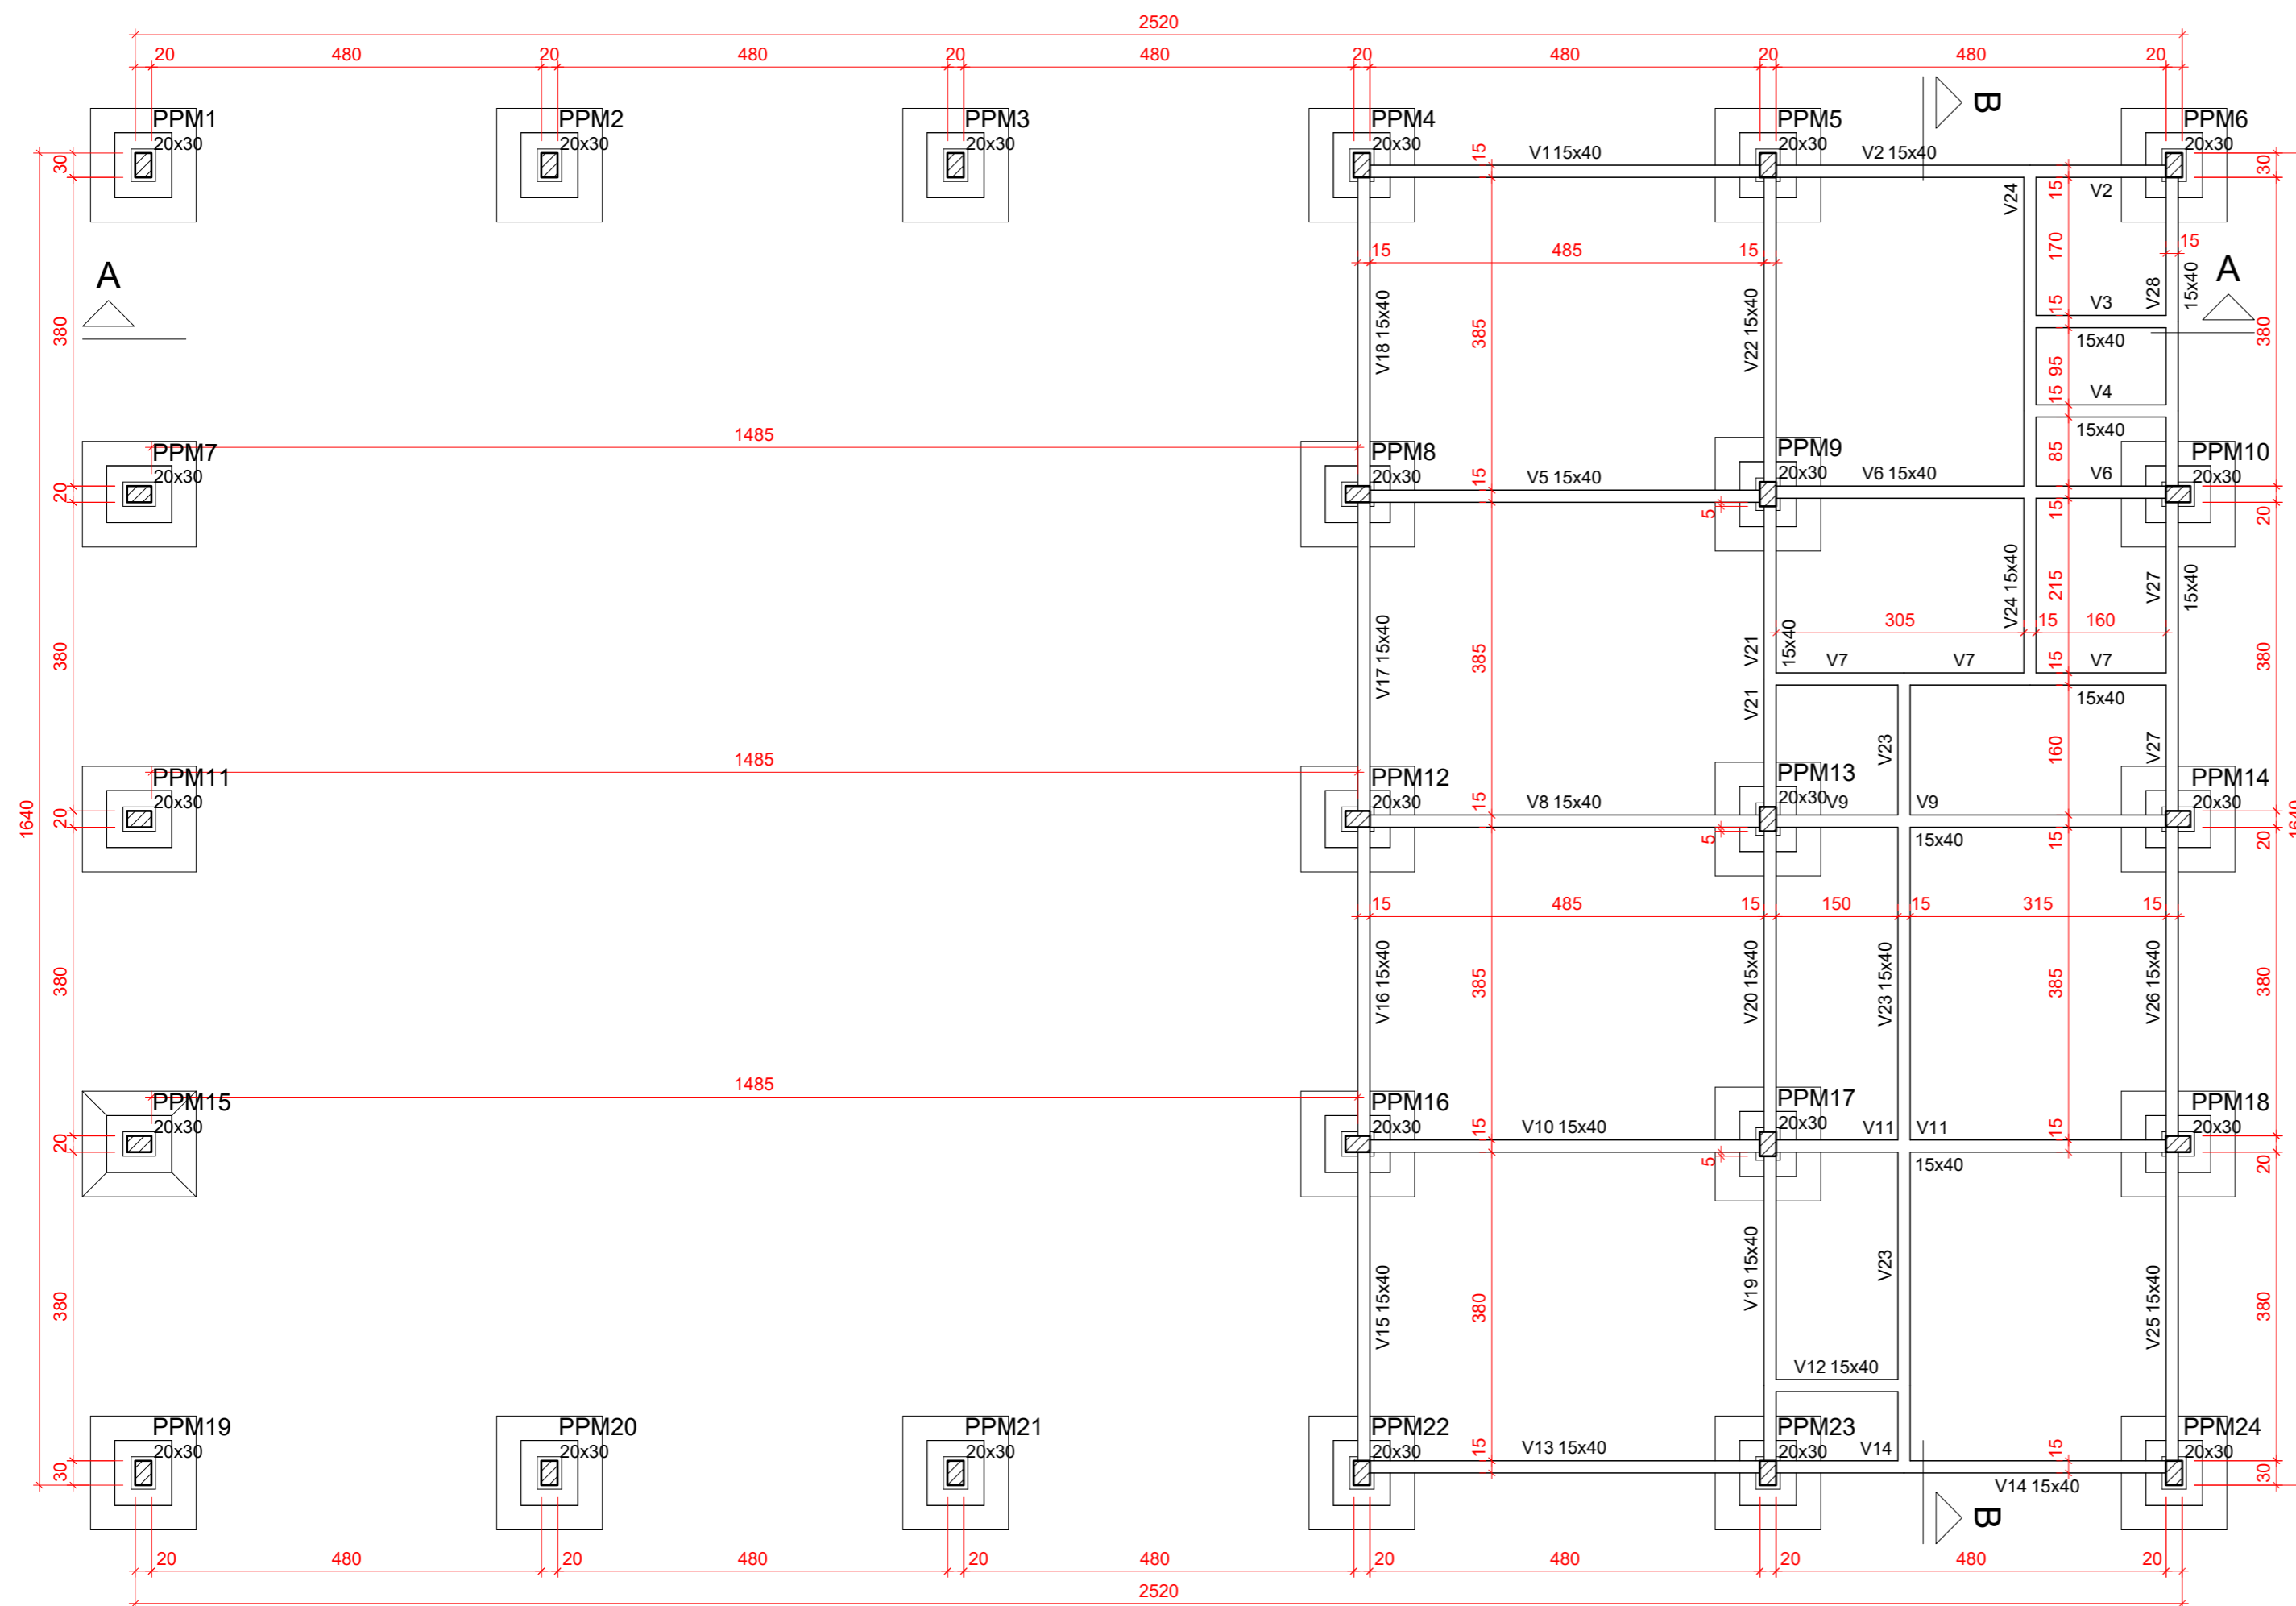 2520
20 480 20 480 20 480 20 480 20 480 20
PPM1 PPM2 PPM3 PPM4 PPM5 B PPM6
20x30 20x30 20x30 20x30 20x30 20x30
30 15 V1 15x40 V2 15x40 30
V24 15 V2
A 15 485 15 170 15 A
V18 15x40 V22 15x40 V28 15x40
380 385 15 V3 380
15x40
95
15 V4
15x40
1485
PPM7 PPM8 PPM9 PPM10
20x30 20x30 20x30 20x30
85
20 15 V5 15x40 V6 15x40 V6 20
5 15
V24 15x40 215 V27 15x40
305 15 160
380 V17 15x40 385 V21 15x40 V7 V7 15 V7 380
V21 15x40
V23 160 V27
1485
PPM11 PPM12 PPM13 PPM14
20x30 20x30 20x30 20x30
1640 20 15 V8 15x40 V9 V9 15 20 1640
5 15x40 15
15 485 15 150 15 315 15
380 V16 15x40 385 V20 15x40 V23 15x40 385 V26 15x40 380
1485
PPM15 PPM16 PPM17 PPM18
20x30 20x30 20x30 20x30
20 15 V10 15x40 V11 V11 15 20
5 15x40
V23
380 V15 15x40 380 V19 15x40 V25 15x40 380
V12 15x40
PPM19 PPM20 PPM21 PPM22 PPM23 PPM24
20x30 20x30 20x30 20x30 20x30 20x30
30 15 V13 15x40 V14 15 30
V14 15x40
B
20 480 20 480 20 480 20 480 20 480 20
2520